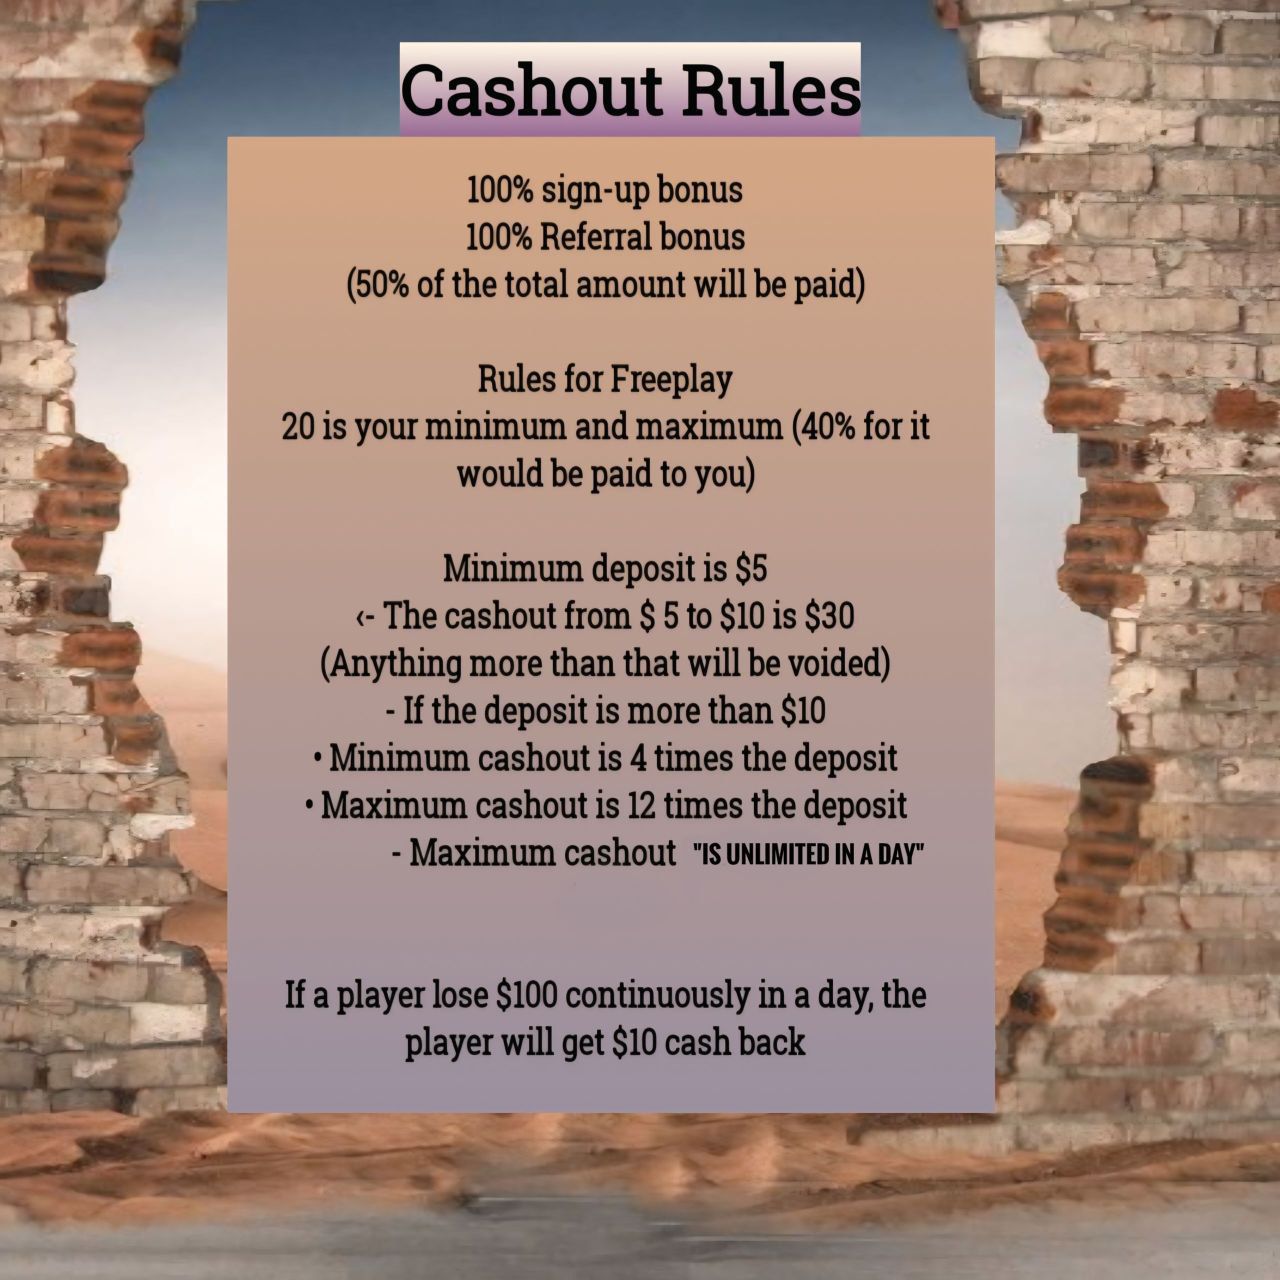 Cashout Rules
100% sign-up bonus
100% Referral bonus
(50% of the total amount will be paid)
Rules for Freeplay
20 is your minimum and maximum (40% for it
would be paid to you)
Minimum deposit is $5
‹- The cashout from $ 5 to $10 is $30
(Anything more than that will be voided)
- If the deposit is more than $10
• Minimum cashout is 4 times the deposit
• Maximum cashout is 12 times the deposit
- Maximum cashout "IS UNLIMITED IN A DAY"
If a player lose $100 continuously in a day, the
player will get $10 cash back